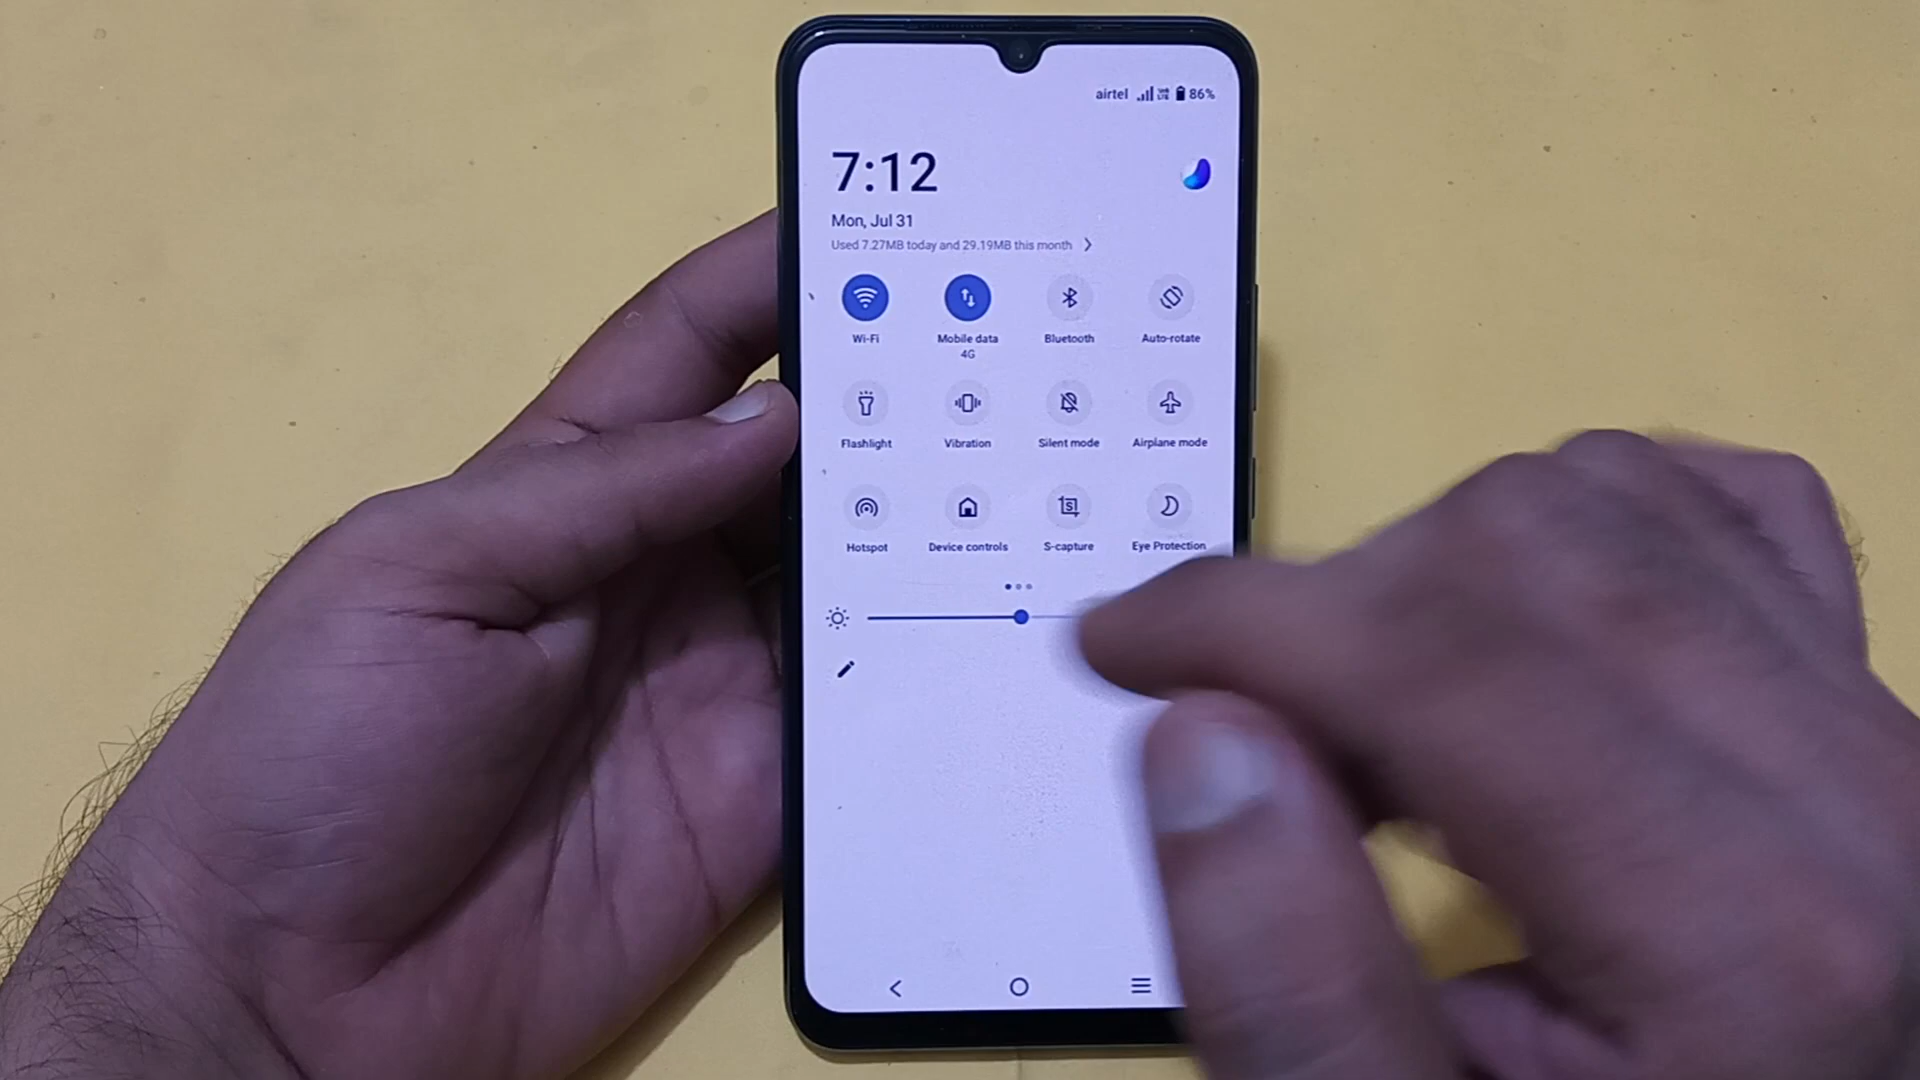 airtel 86%
7:12
Mon, Jul 31
Used 7.27MB today and 29.19MB this month
Wi-Fi Mobile data Bluetooth Auto-rotate
4G
Flashlight Vibration Silent mode Airplane mode
S
Hotspot Device controls S-capture Eye Protection